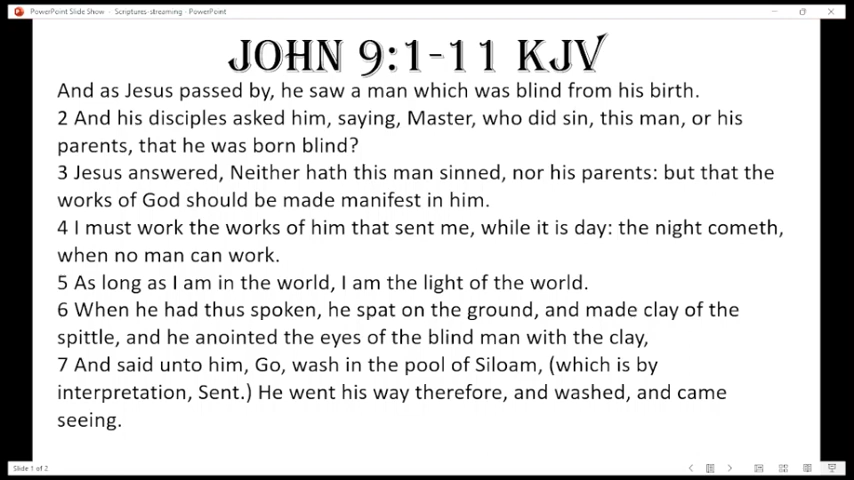 PowerPoint Slide Show - Scriptures-streaming - PowerPoint
JOHN 9:1-11 KJV
And as Jesus passed by, he saw a man which was blind from his birth.
2 And his disciples asked him, saying, Master, who did sin, this man, or his
parents, that he was born blind?
3 Jesus answered, Neither hath this man sinned, nor his parents: but that the
works of God should be made manifest in him.
4 I must work the works of him that sent me, while it is day: the night cometh,
when no man can work.
5 As long as I am in the world, I am the light of the world.
6 When he had thus spoken, he spat on the ground, and made clay of the
spittle, and he anointed the eyes of the blind man with the clay,
7 And said unto him, Go, wash in the pool of Siloam, (which is by
interpretation, Sent.) He went his way therefore, and washed, and came
seeing.
Slide 1 of 2